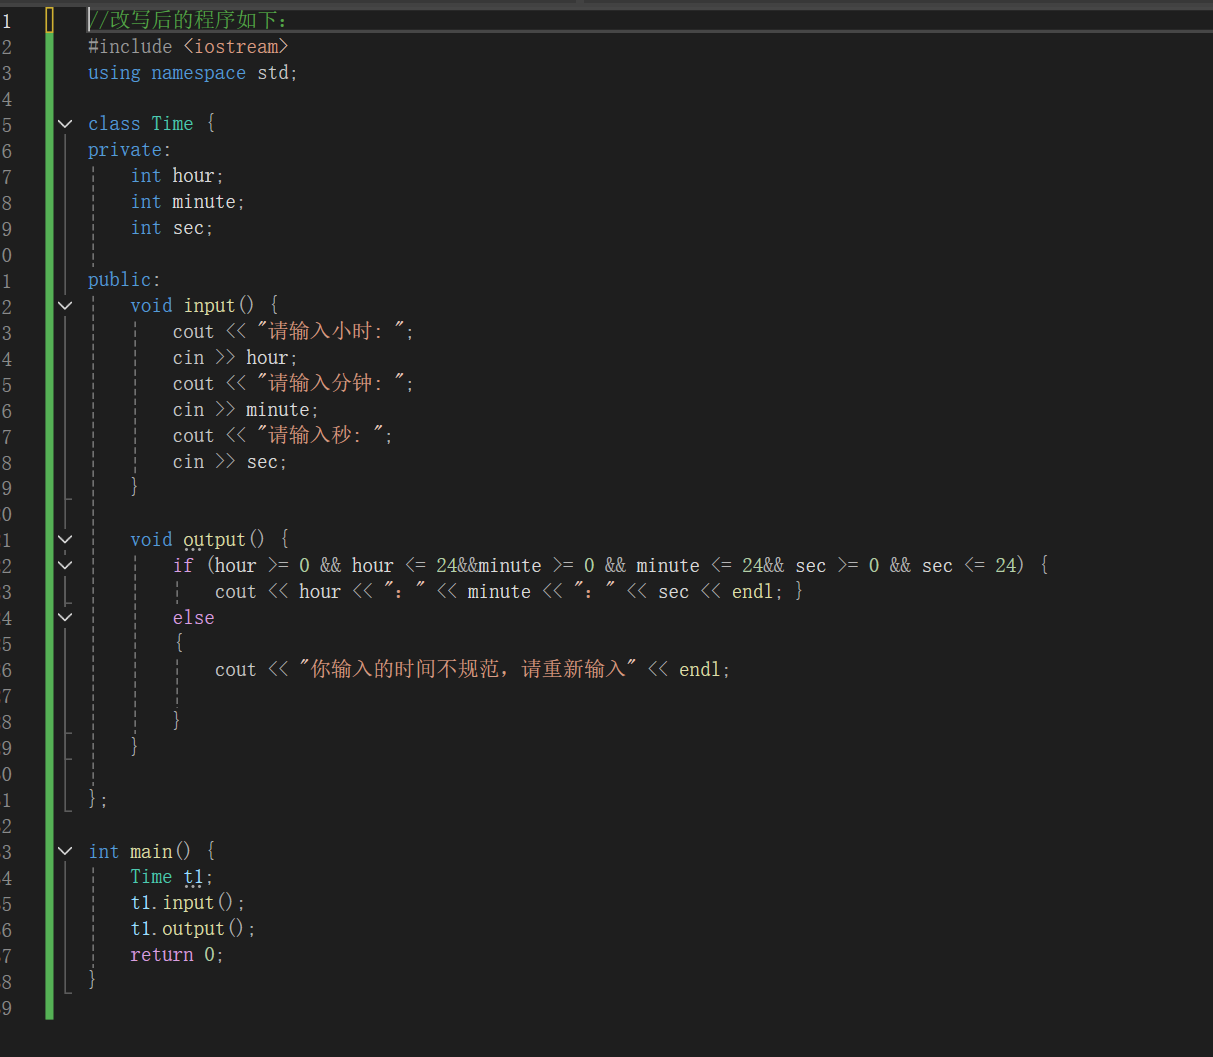 1 //改写后的程序如下：
2 #include <iostream>
3 using namespace std;
4
5 class Time {
6 private:
7 int hour;
8 int minute;
9 int sec;
0
1 public:
2 void input() {
3 cout << "请输入小时: ";
4 cin >> hour;
5 cout << "请输入分钟: ";
6 cin >> minute;
7 cout << "请输入秒: ";
8 cin >> sec;
9 }
0
1 void output() {
2 if (hour >= 0 && hour <= 24&&minute >= 0 && minute <= 24&& sec >= 0 && sec <= 24) {
3 cout << hour << "：" << minute << "：" << sec << endl; }
4 else
5 {
6 cout << "你输入的时间不规范，请重新输入" << endl;
7
8 }
9 }
0
1 };
2
3 int main() {
4 Time t1;
5 t1.input();
6 t1.output();
7 return 0;
8 }
9